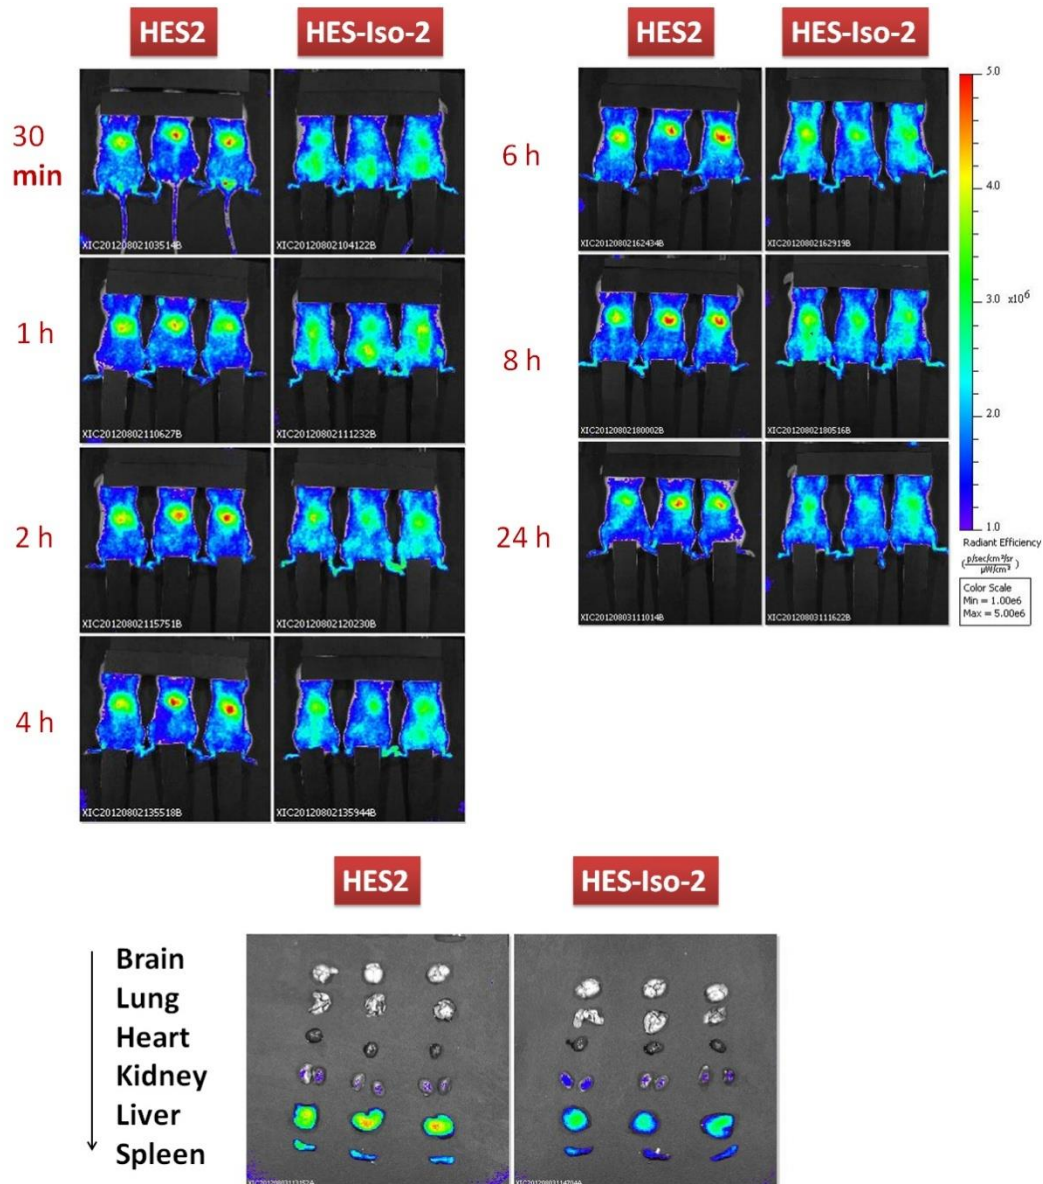 HES2 HES-Iso-2 HES2 HES-Iso-2
30
min
XIC20120802103514B XIC20120802104122B
6 h
XIC20120802162434B XIC20120802162919B
1 h
XIC20120802110627B XIC20120802111232B
8 h
XIC20120802180002B XIC20120802180516B
2 h
XIC20120802115751B XIC20120802120230B
24 h
XIC20120803111014B XIC20120803111622B
4 h
XIC20120802135518B XIC20120802135944B
5.0
4.0
3.0 x10⁶
2.0
1.0
Radiant Efficiency
Color Scale
Min = 1.00e6
Max = 5.00e6
HES2 HES-Iso-2
Brain
Lung
Heart
Kidney
Liver
Spleen